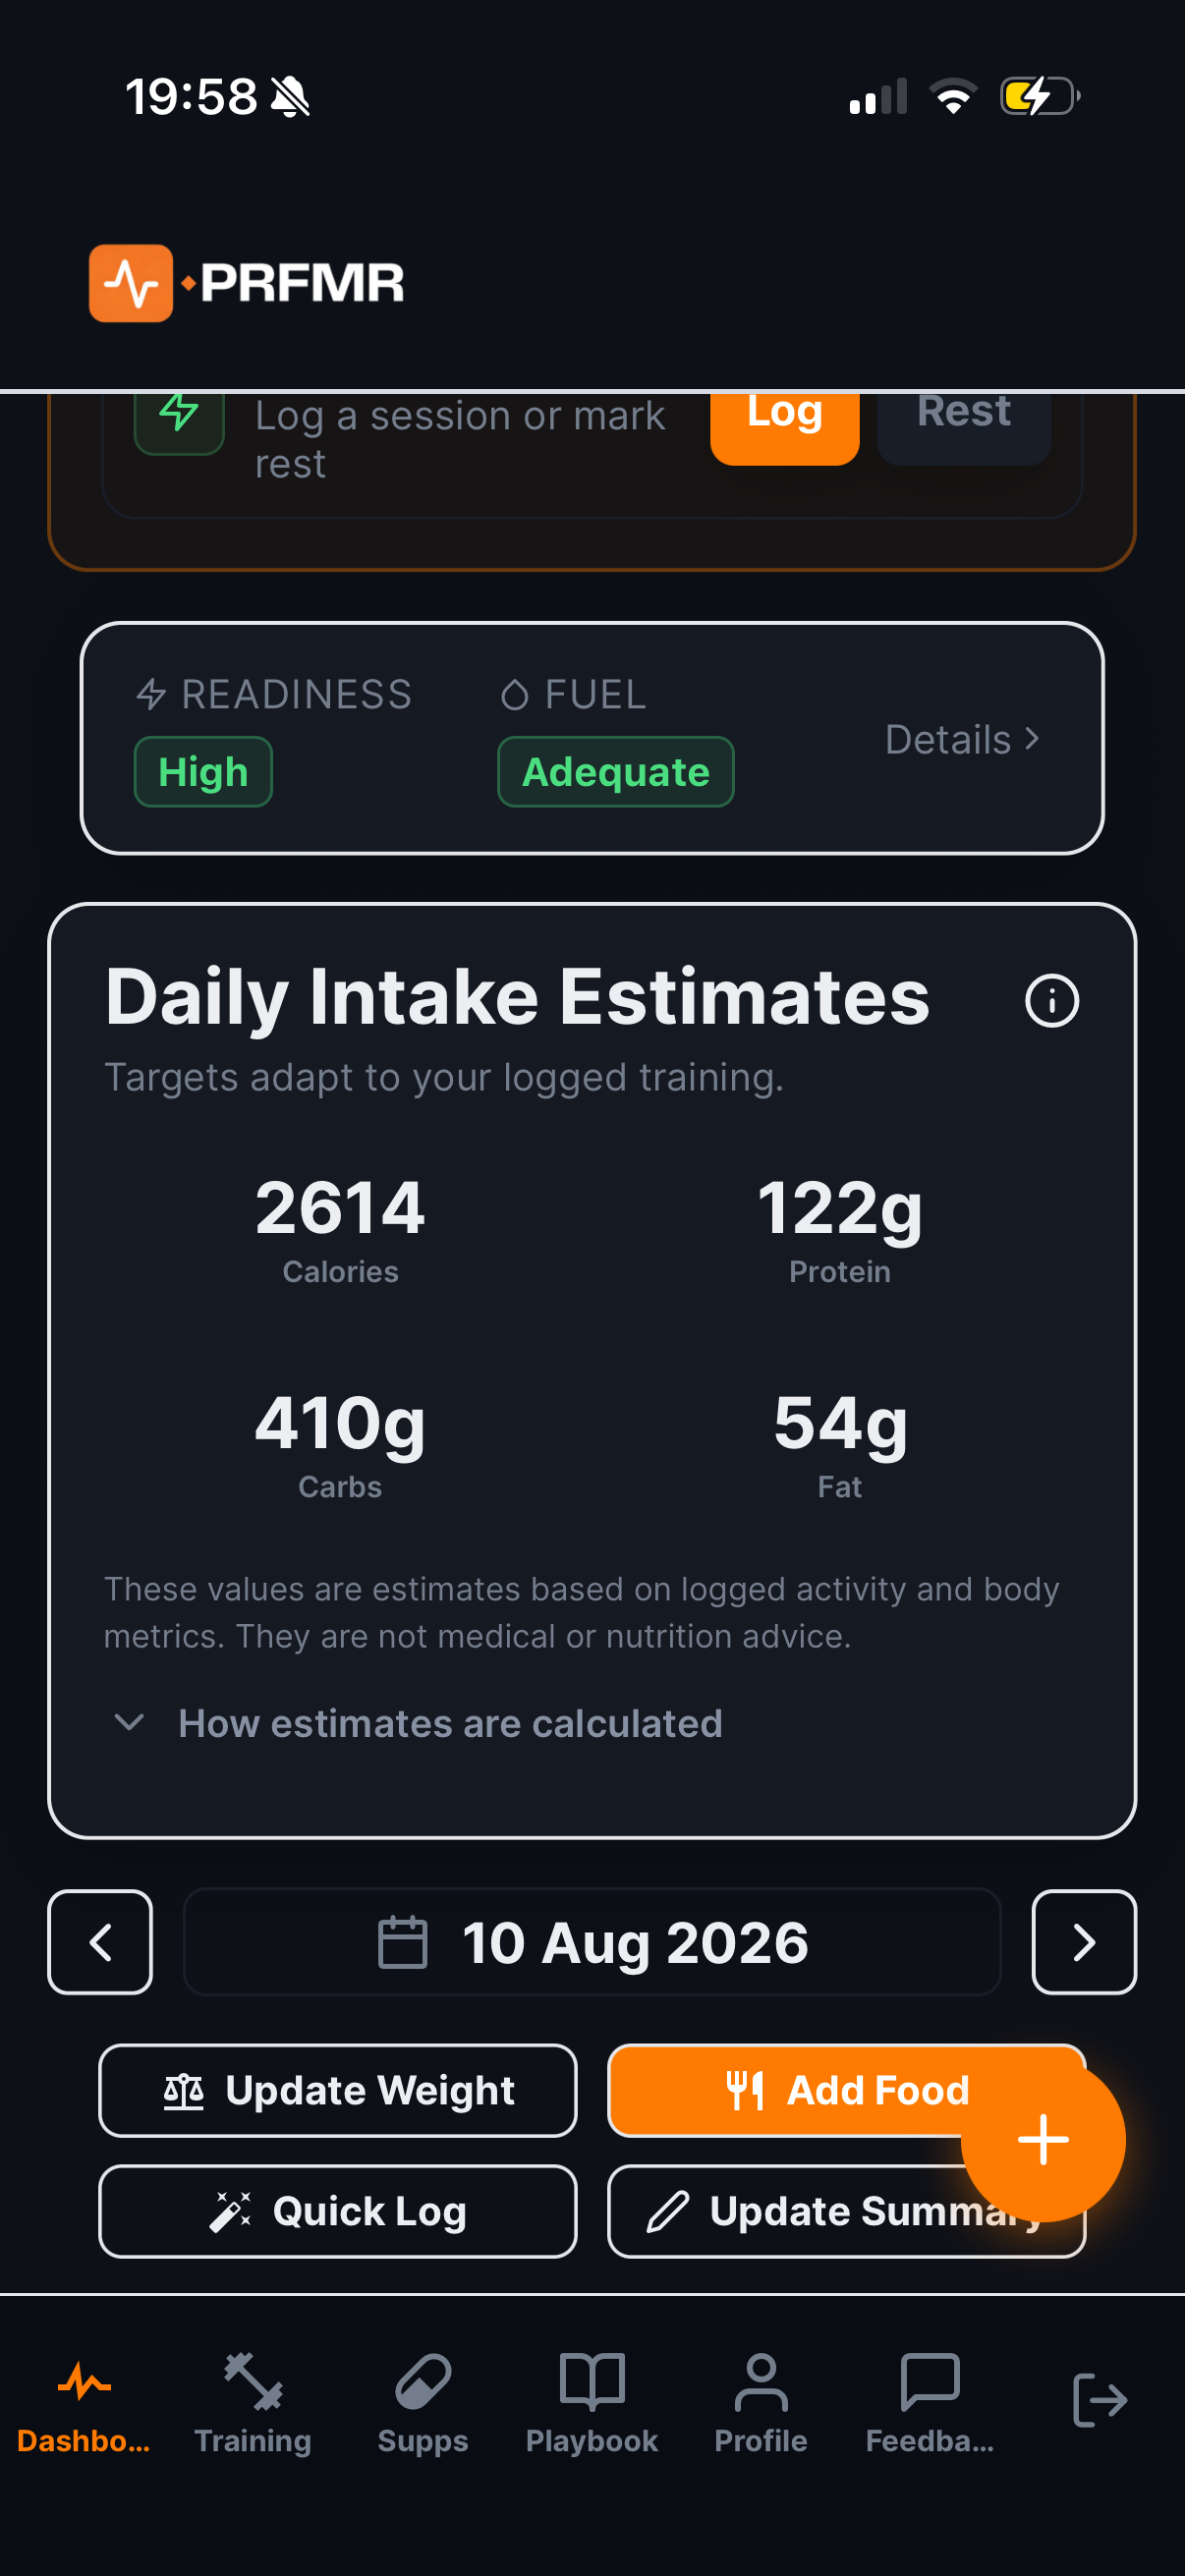 19:58
PRFMR
Log a session or mark
rest
Log
Rest
READINESS
FUEL
High
Adequate
Details
Daily Intake Estimates
Targets adapt to your logged training.
2614
122g
Calories
Protein
410g
54g
Carbs
Fat
These values are estimates based on logged activity and body
metrics. They are not medical or nutrition advice.
How estimates are calculated
10 Aug 2026
Update Weight
Add Food
Quick Log
Update Summary
Dashbo...
Training
Supps
Playbook
Profile
Feedba...